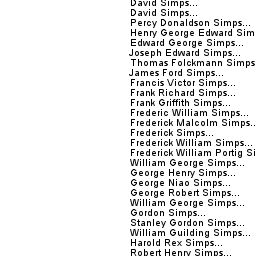 David Simps...
David Simps...
Percy Donaldson Simps...
Henry George Edward Sim
Edward George Simps...
Joseph Edward Simps...
Thomas Folckmann Simps
James Ford Simps...
Francis Victor Simps...
Frank Richard Simps...
Frank Griffith Simps...
Frederic William Simps...
Frederick Malcolm Simps..
Frederick Simps...
Frederick William Simps...
Frederick William Portig Si
William George Simps...
George Henry Simps...
George Niao Simps...
George Robert Simps...
William George Simps...
Gordon Simps...
Stanley Gordon Simps...
William Guilding Simps...
Harold Rex Simps...
Robert Henry Simps...